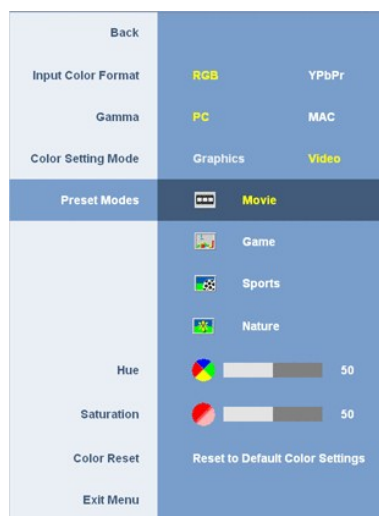 Back
Input Color Format RGB YPbPr
Gamma PC MAC
Color Setting Mode Graphics Video
Preset Modes Movie
Game
Sports
Nature
Hue 50
Saturation 50
Color Reset Reset to Default Color Settings
Exit Menu